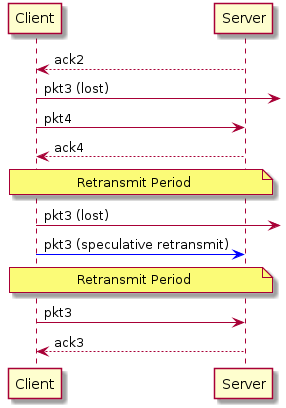 Client Server
ack2
pkt3 (lost)
pkt4
ack4
Retransmit Period
pkt3 (lost)
pkt3 (speculative retransmit)
Retransmit Period
pkt3
ack3
Client Server